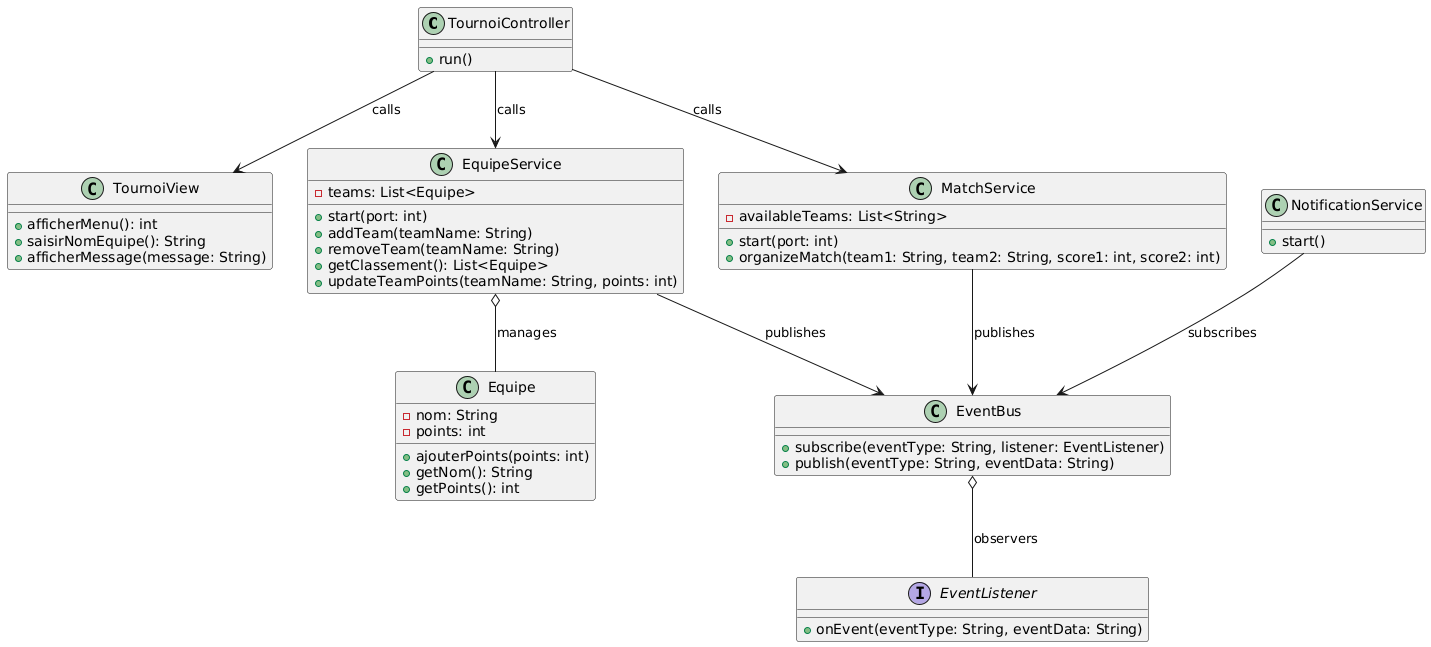 C TournoiController
+ run()
calls
calls
calls
C TournoiView
afficherMenu(): int
saisirNomEquipe(): String
afficherMessage(message: String)
C EquipeService
teams: List<Equipe>
start(port: int)
addTeam(teamName: String)
removeTeam(teamName: String)
getClassement(): List<Equipe>
updateTeamPoints(teamName: String, points: int)
C MatchService
availableTeams: List<String>
start(port: int)
organizeMatch(team1: String, team2: String, score1: int, score2: int)
C NotificationService
start()
manages
publishes
publishes
subscribes
C Equipe
nom: String
points: int
ajouterPoints(points: int)
getNom(): String
getPoints(): int
C EventBus
subscribe(eventType: String, listener: EventListener)
publish(eventType: String, eventData: String)
observers
I EventListener
onEvent(eventType: String, eventData: String)